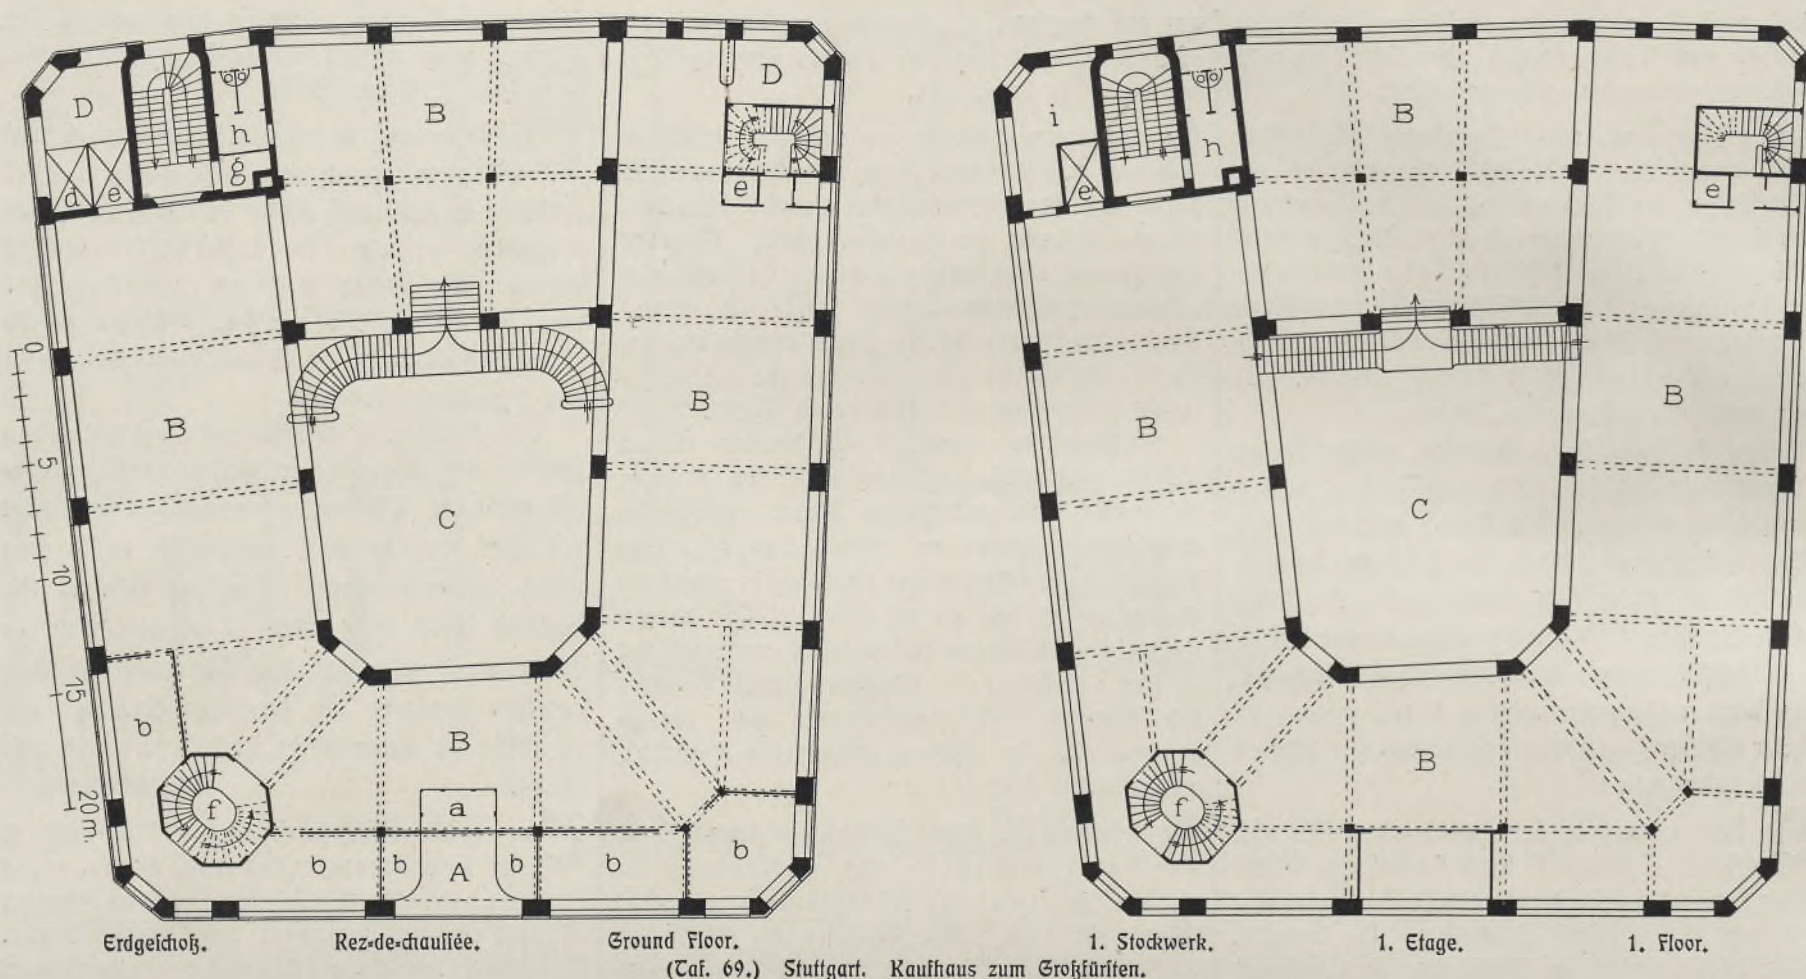 D
h
g
d e
B
D
e
B
B
C
b
B
f
a
b b A b b b
0
5
10
15
20 m.
Erdgeschoß. Rez-de-chaussée. Ground Floor.
i
h
e
B
e
B
B
C
B
f
1. Stockwerk. 1. Etage. 1. Floor.
(Taf. 69.) Stuttgart. Kaufhaus zum Großfürsten.